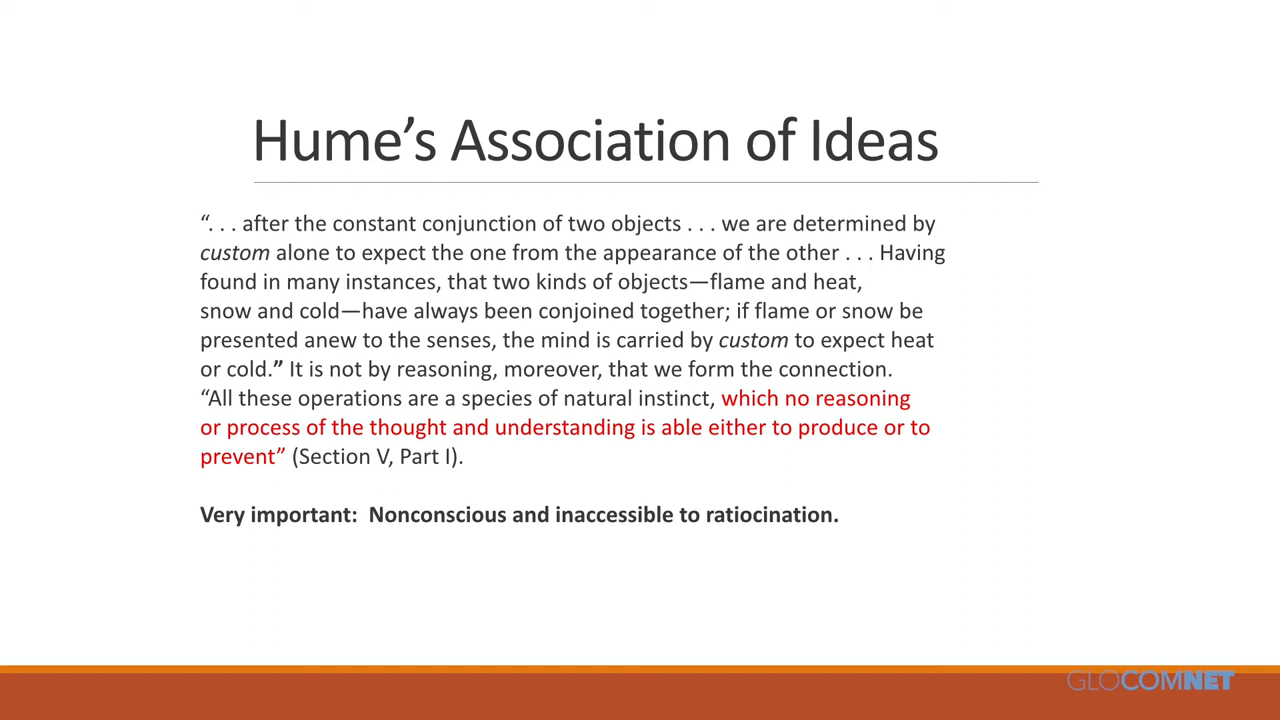 Hume’s Association of Ideas
“. . . after the constant conjunction of two objects . . . we are determined by
custom alone to expect the one from the appearance of the other . . . Having
found in many instances, that two kinds of objects—flame and heat,
snow and cold—have always been conjoined together; if flame or snow be
presented anew to the senses, the mind is carried by custom to expect heat
or cold.” It is not by reasoning, moreover, that we form the connection.
“All these operations are a species of natural instinct, which no reasoning
or process of the thought and understanding is able either to produce or to
prevent” (Section V, Part I).
Very important:  Nonconscious and inaccessible to ratiocination.
GLOCOMNET